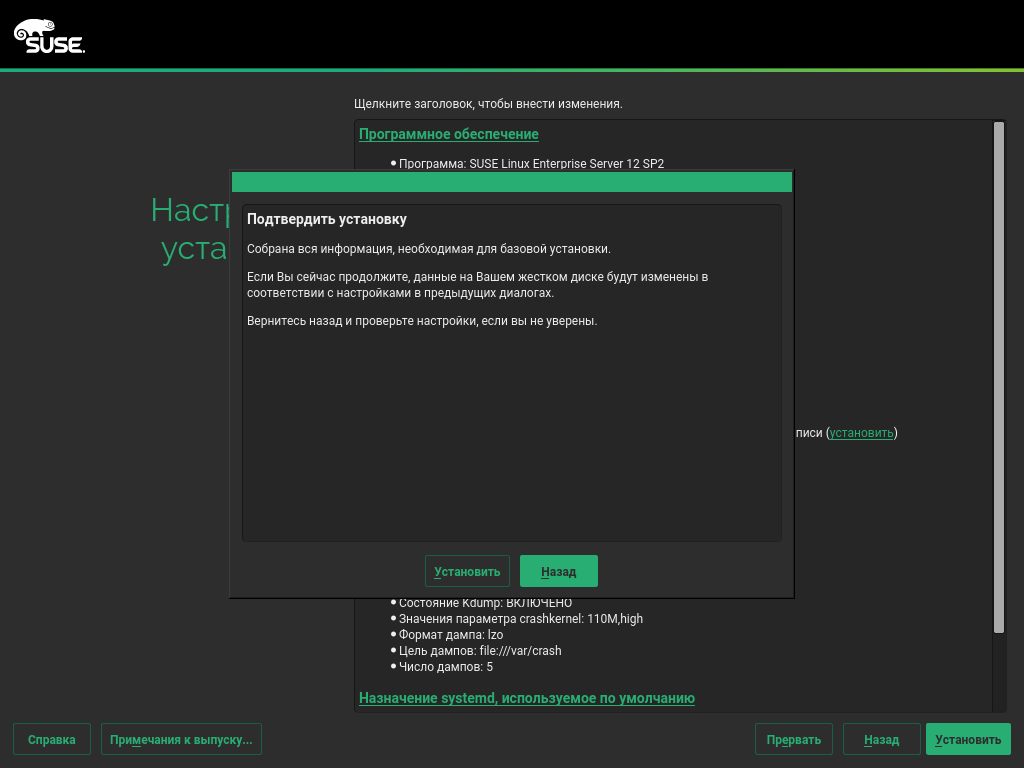 SUSE.
Щелкните заголовок, чтобы внести изменения.
Программное обеспечение
Программа: SUSE Linux Enterprise Server 12 SP2
Подтвердить установку
Собрана вся информация, необходимая для базовой установки.
Если Вы сейчас продолжите, данные на Вашем жестком диске будут изменены в
соответствии с настройками в предыдущих диалогах.
Вернитесь назад и проверьте настройки, если вы не уверены.
(установить)
Установить
Назад
Состояние Kdump: ВКЛЮЧЕНО
Значения параметра crashkernel: 110M,high
Формат дампа: lzo
Цель дампов: file:///var/crash
Число дампов: 5
Назначение systemd, используемое по умолчанию
Справка
Примечания к выпуску...
Прервать
Назад
Установить